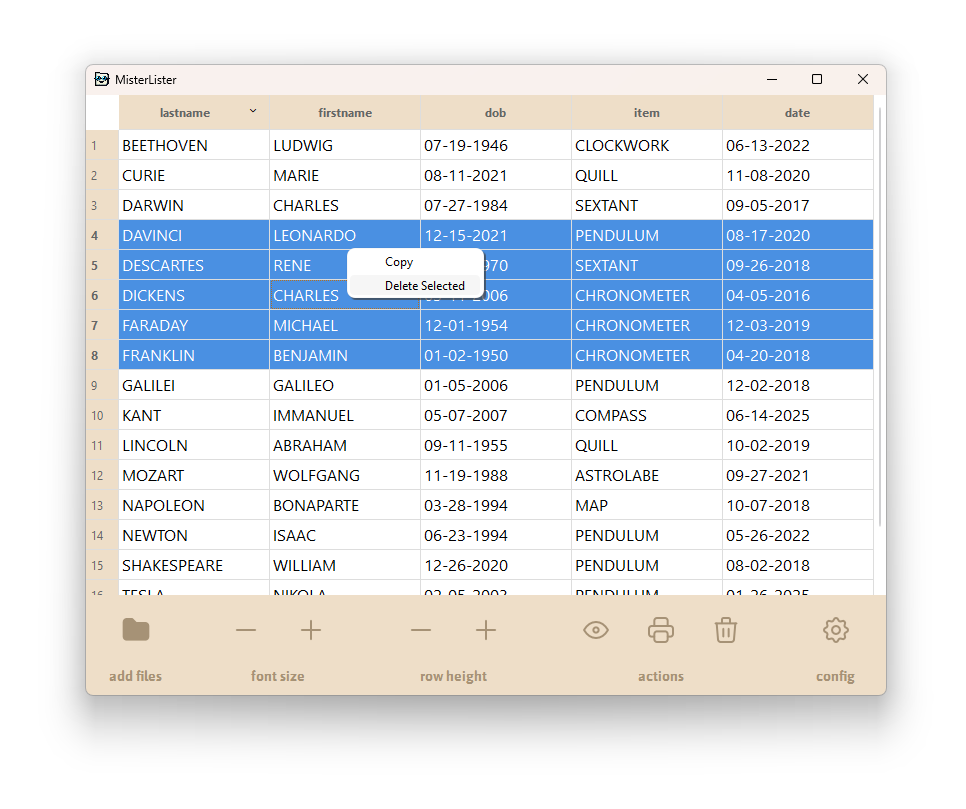 MisterLister
lastname firstname dob item date
1 BEETHOVEN LUDWIG 07-19-1946 CLOCKWORK 06-13-2022
2 CURIE MARIE 08-11-2021 QUILL 11-08-2020
3 DARWIN CHARLES 07-27-1984 SEXTANT 09-05-2017
4 DAVINCI LEONARDO 12-15-2021 PENDULUM 08-17-2020
5 DESCARTES RENE 970 SEXTANT 09-26-2018
6 DICKENS CHARLES 2006 CHRONOMETER 04-05-2016
7 FARADAY MICHAEL 12-01-1954 CHRONOMETER 12-03-2019
8 FRANKLIN BENJAMIN 01-02-1950 CHRONOMETER 04-20-2018
9 GALILEI GALILEO 01-05-2006 PENDULUM 12-02-2018
10 KANT IMMANUEL 05-07-2007 COMPASS 06-14-2025
11 LINCOLN ABRAHAM 09-11-1955 QUILL 10-02-2019
12 MOZART WOLFGANG 11-19-1988 ASTROLABE 09-27-2021
13 NAPOLEON BONAPARTE 03-28-1994 MAP 10-07-2018
14 NEWTON ISAAC 06-23-1994 PENDULUM 05-26-2022
15 SHAKESPEARE WILLIAM 12-26-2020 PENDULUM 08-02-2018
16 TESLA NIKOLA PENDULUM
Copy
Delete Selected
add files font size row height actions config